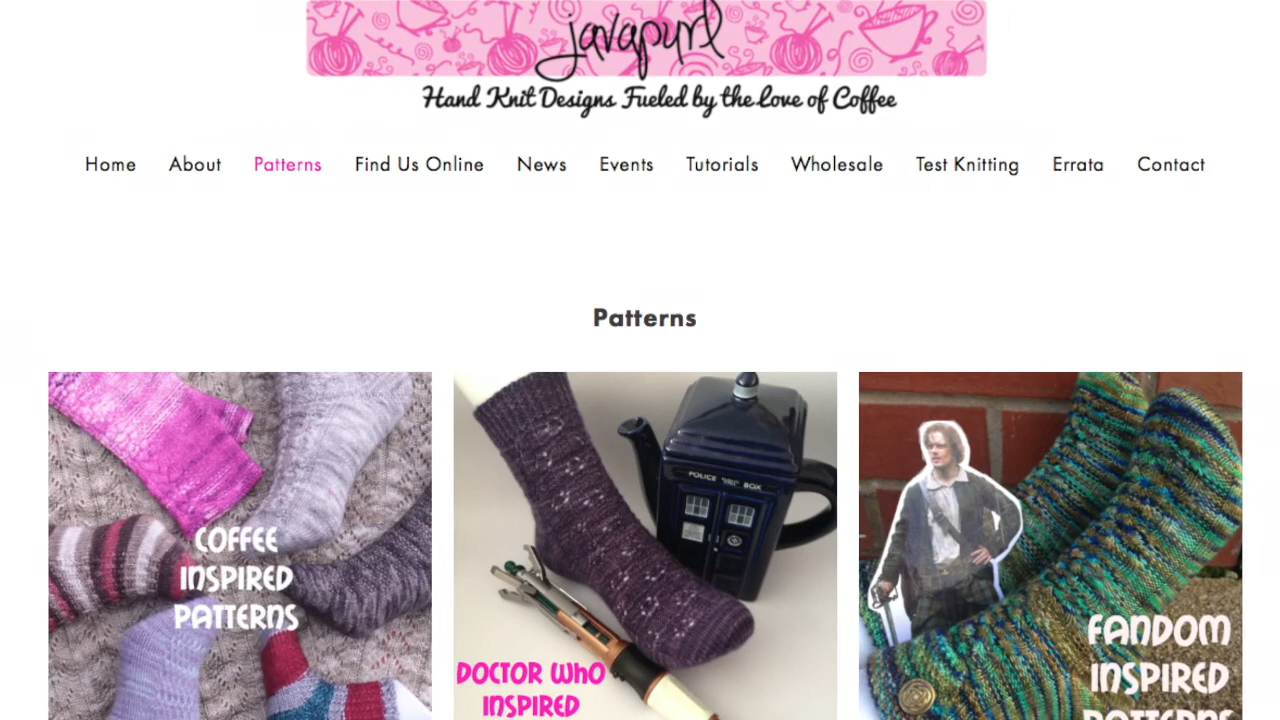 javapurl
Hand Knit Designs Fueled by the Love of Coffee
Home About Patterns Find Us Online News Events Tutorials Wholesale Test Knitting Errata Contact
Patterns
COFFEE
INSPIRED
PATTERNS
POLICE BOX
DOCTOR WHO
INSPIRED
FANDOM
INSPIRED
PATTERNS